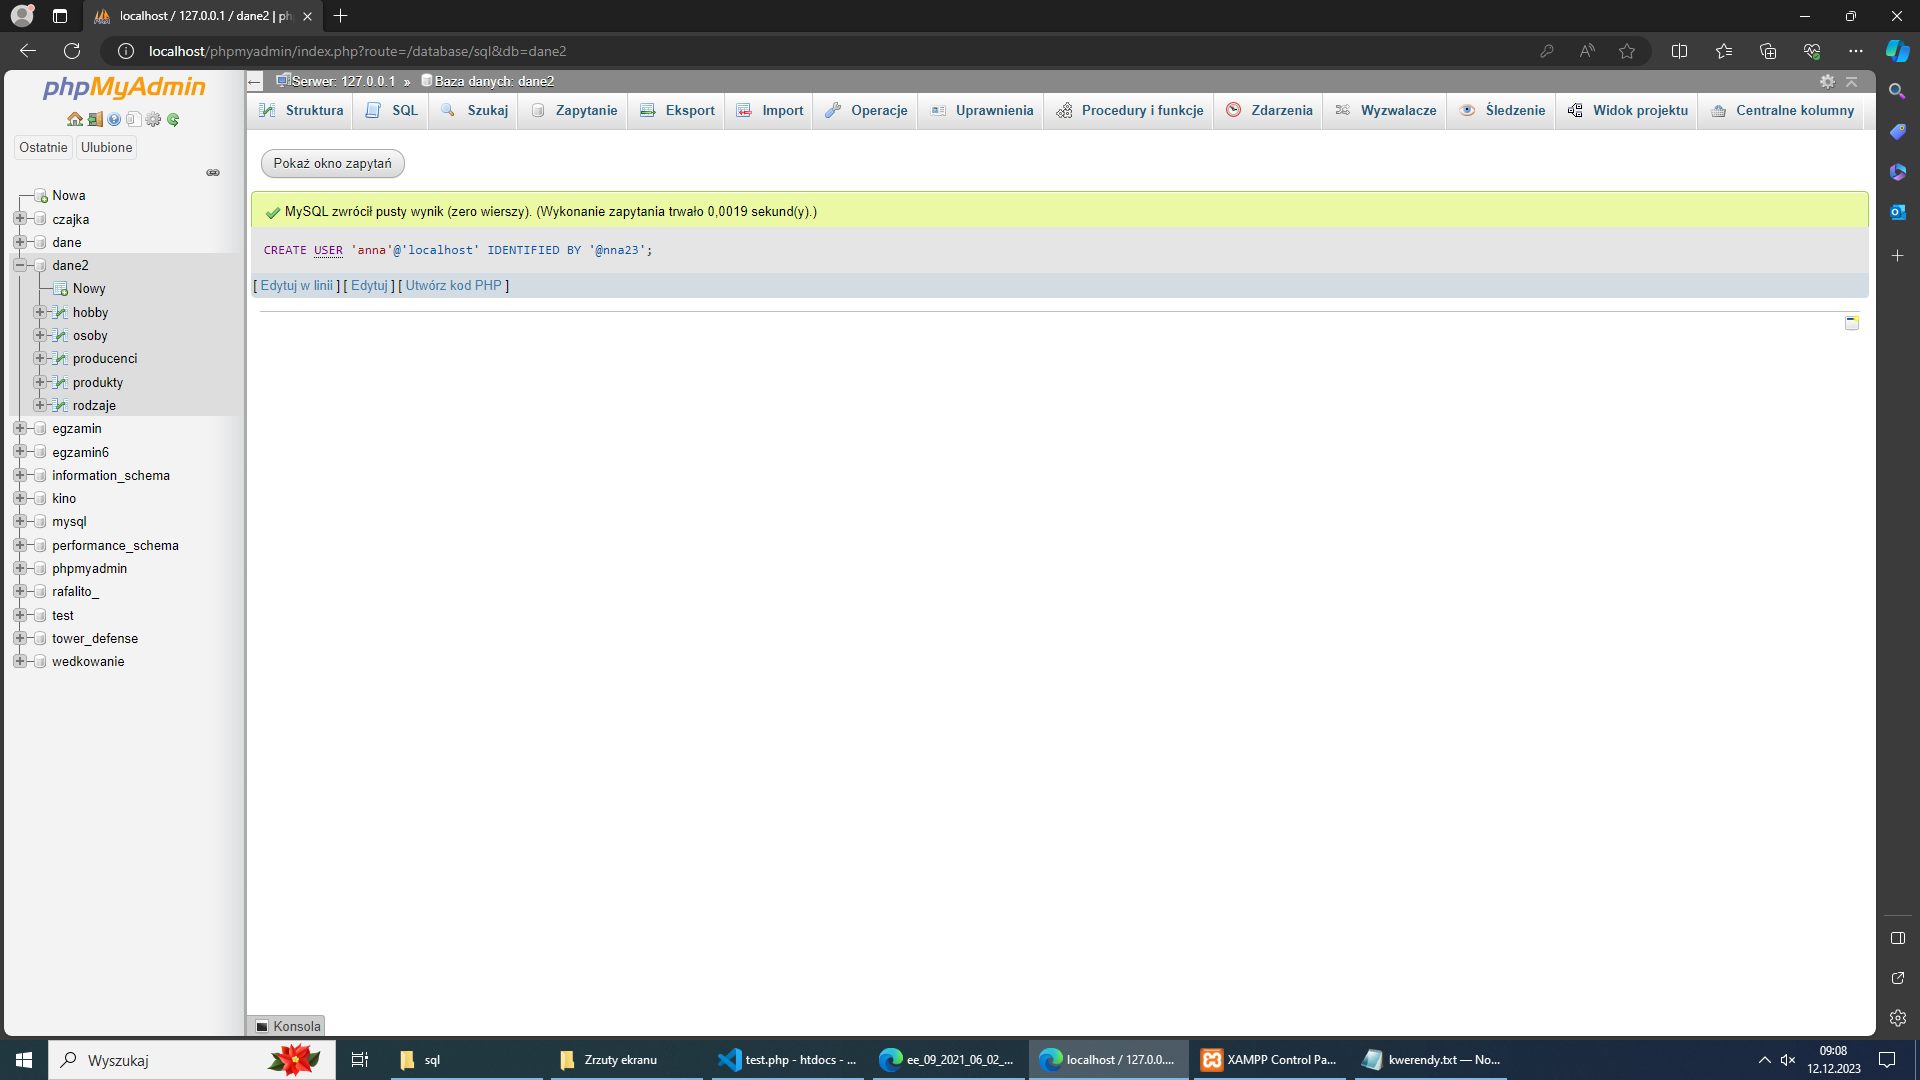 localhost / 127.0.0.1 / dane2 | ph
localhost/phpmyadmin/index.php?route=/database/sql&db=dane2
phpMyAdmin
Ostatnie
Ulubione
Nowa
czajka
dane
dane2
Nowy
hobby
osoby
producenci
produkty
rodzaje
egzamin
egzamin6
information_schema
kino
mysql
performance_schema
phpmyadmin
rafalito_
test
tower_defense
wedkowanie
Serwer: 127.0.0.1 » Baza danych: dane2
Struktura SQL Szukaj Zapytanie Eksport Import Operacje Uprawnienia Procedury i funkcje Zdarzenia Wyzwalacze Śledzenie Widok projektu Centralne kolumny
Pokaż okno zapytań
MySQL zwrócił pusty wynik (zero wierszy). (Wykonanie zapytania trwało 0,0019 sekund(y).)
CREATE USER 'anna'@'localhost' IDENTIFIED BY '@nna23';
[ Edytuj w linii ] [ Edytuj ] [ Utwórz kod PHP ]
Konsola
Wyszukaj
sql
Zrzuty ekranu
test.php - htdocs - ...
ee_09_2021_06_02_...
localhost / 127.0.0....
XAMPP Control Pa...
kwerendy.txt — No...
09:08
12.12.2023